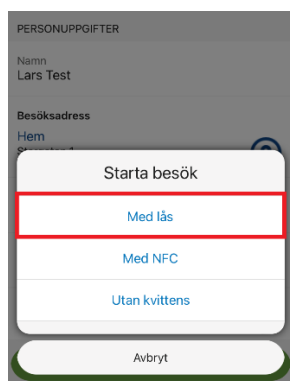 PERSONUPPGIFTER
Namn
Lars Test
Besöksadress
Hem
Starta besök
Med lås
Med NFC
Utan kvittens
Avbryt